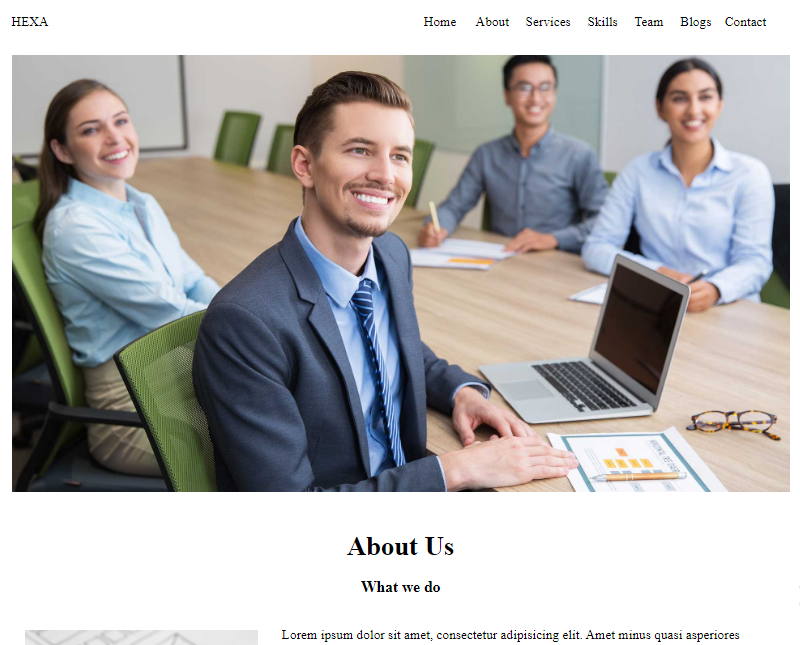 HEXA
Home About Services Skills Team Blogs Contact
About Us
What we do
Lorem ipsum dolor sit amet, consectetur adipisicing elit. Amet minus quasi asperiores